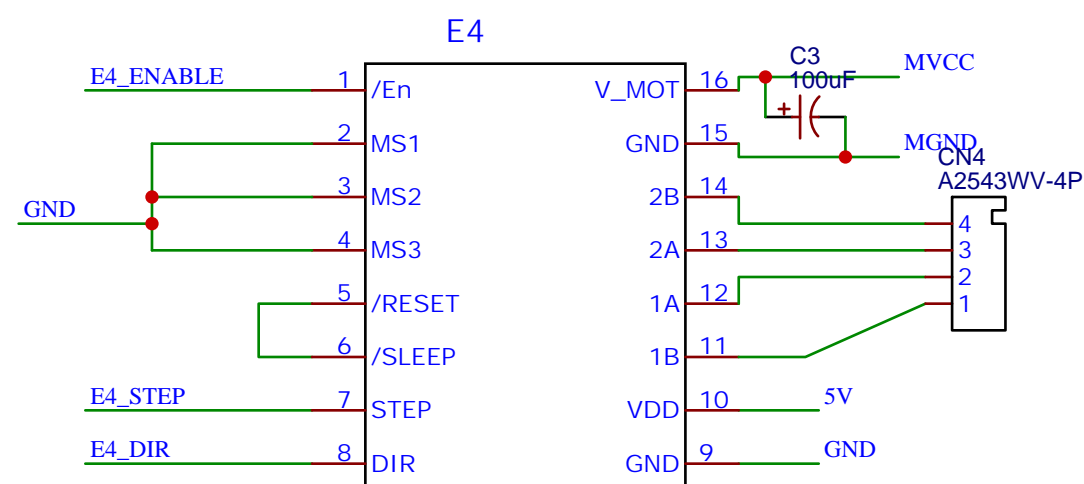 E4
E4_ENABLE 1 /En V_MOT 16 C3 100uF MVCC
2 MS1 GND 15 MGND
CN4
A2543WV-4P
GND 3 MS2 2B 14 4
4 MS3 2A 13 3
5 /RESET 1A 12 2
6 /SLEEP 1B 11 1
E4_STEP 7 STEP VDD 10 5V
E4_DIR 8 DIR GND 9 GND
+